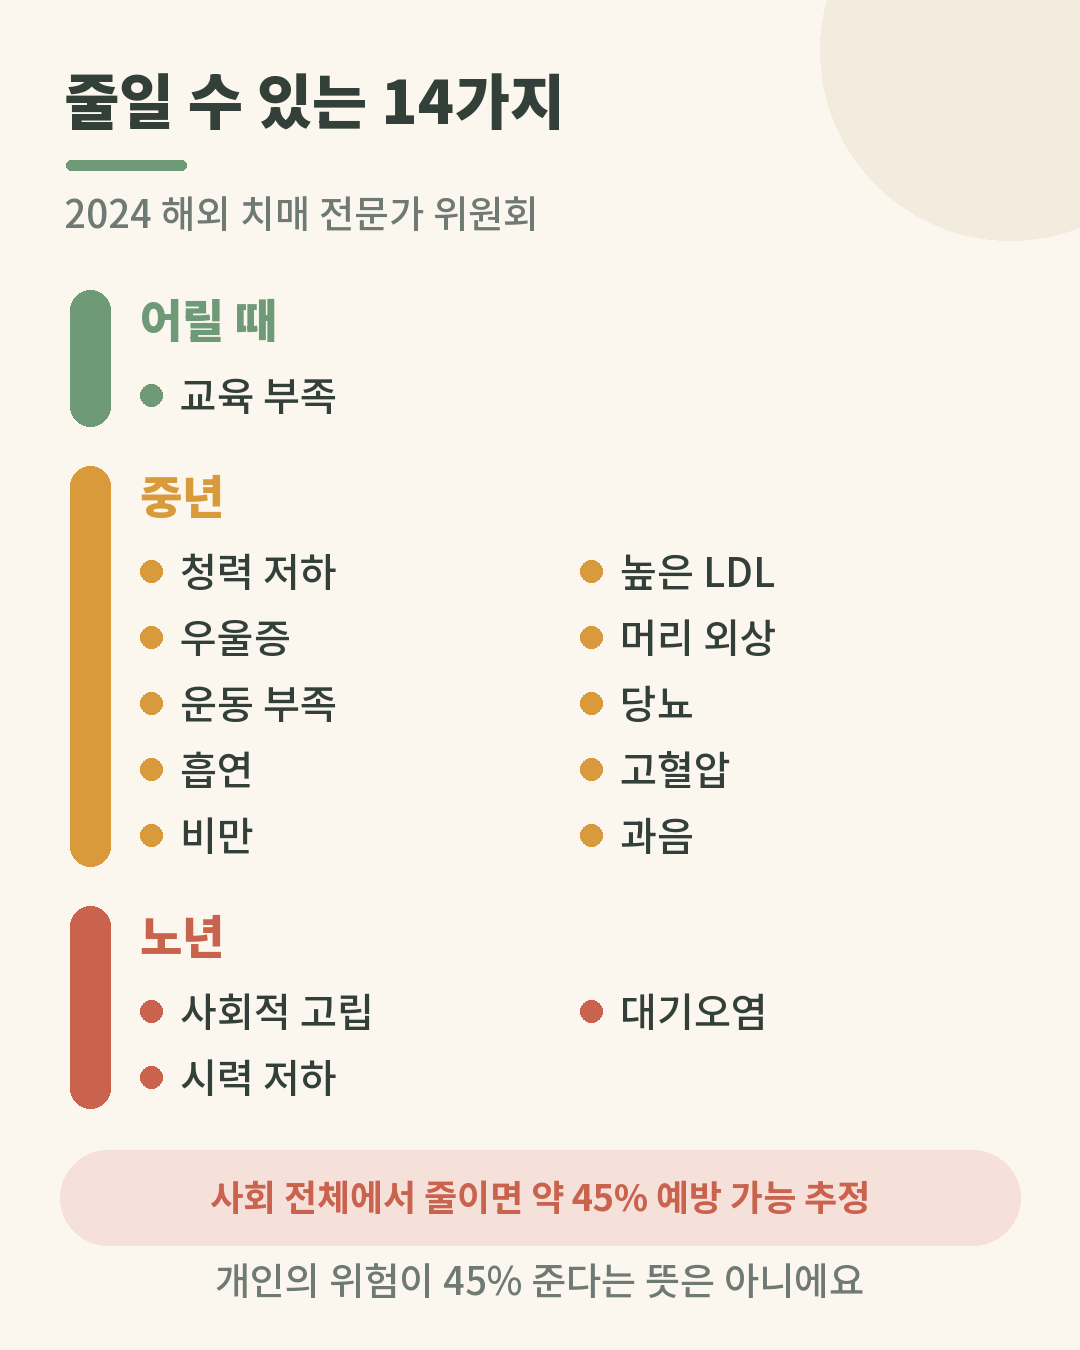 줄일 수 있는 14가지
2024 해외 치매 전문가 위원회
어릴 때
교육 부족
중년
청력 저하
높은 LDL
우울증
머리 외상
운동 부족
당뇨
흡연
고혈압
비만
과음
노년
사회적 고립
대기오염
시력 저하
사회 전체에서 줄이면 약 45% 예방 가능 추정
개인의 위험이 45% 준다는 뜻은 아니에요